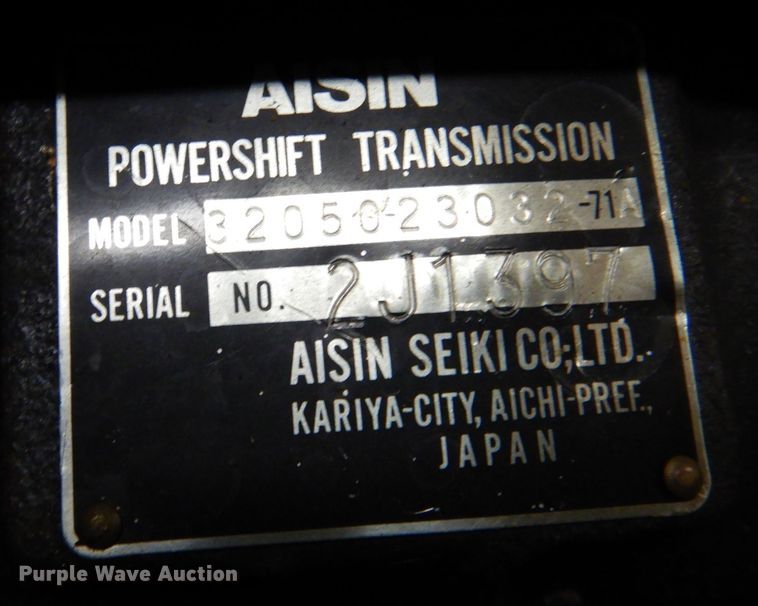 AISIN
POWERSHIFT TRANSMISSION
MODEL 32050-23032-71A
SERIAL NO. 2J1397
AISIN SEIKI CO;LTD.
KARIYA-CITY, AICHI-PREF.,
JAPAN
Purple Wave Auction